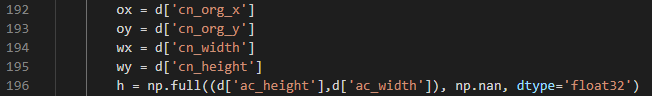 192 ox = d['cn_org_x']
193 oy = d['cn_org_y']
194 wx = d['cn_width']
195 wy = d['cn_height']
196 h = np.full((d['ac_height'],d['ac_width']), np.nan, dtype='float32')